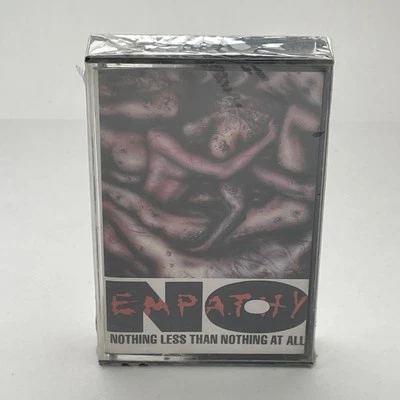 NO
EMPATHY
NOTHING LESS THAN NOTHING AT ALL